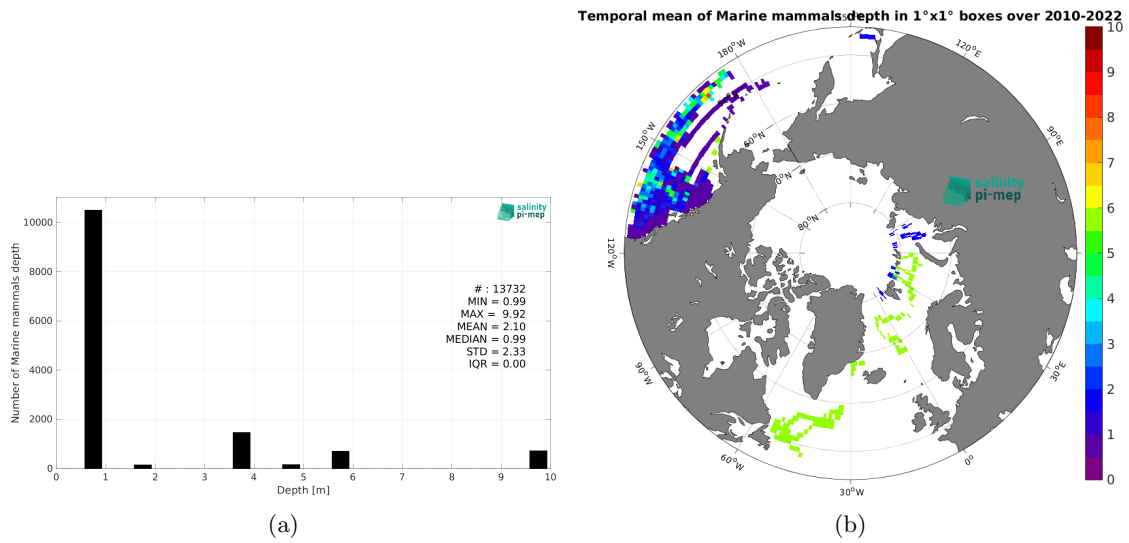 salinity
pi-mep
10000
8000
6000
4000
2000
0
Number of Marine mammals depth
# : 13732
MIN = 0.99
MAX = 9.92
MEAN = 2.10
MEDIAN = 0.99
STD = 2.33
IQR = 0.00
0 1 2 3 4 5 6 7 8 9 10
Depth [m]
(a)
Temporal mean of Marine mammals depth in 1°x1° boxes over 2010-2022
180°W
120°E
150°W
90°E
60°N
80°N
120°W
90°W
60°W
30°W
0°
30°E
salinity
pi-mep
10
9
8
7
6
5
4
3
2
1
0
(b)